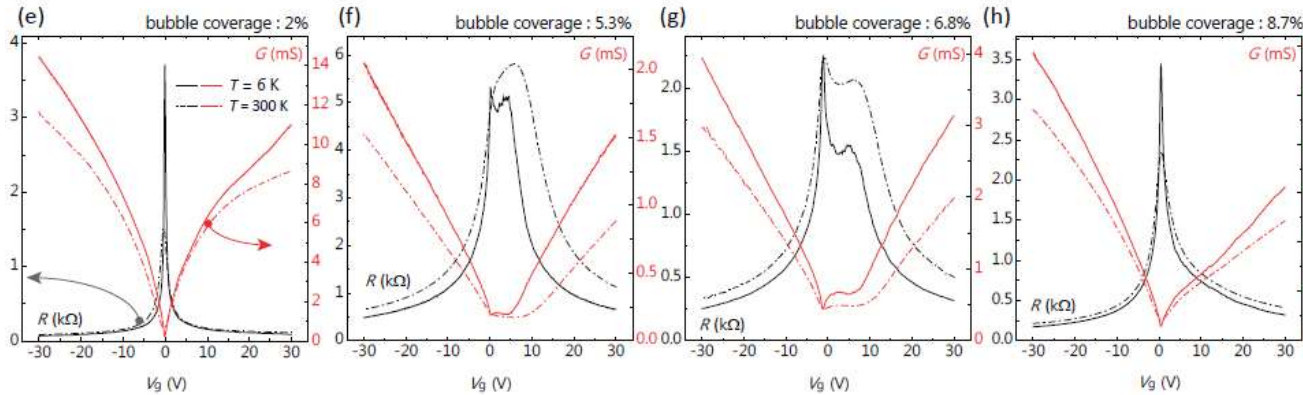 (e) bubble coverage : 2%
4
3
2
1
0
G (mS)
14
12
10
8
6
4
2
0
T = 6 K
T = 300 K
R (kΩ)
-30 -20 -10 0 10 20 30
Vg (V)
(f) bubble coverage : 5.3%
6
5
4
3
2
1
0
G (mS)
2.0
1.5
1.0
0.5
0.0
R (kΩ)
-30 -20 -10 0 10 20 30
Vg (V)
(g) bubble coverage : 6.8%
2.0
1.5
1.0
0.5
0.0
G (mS)
4
3
2
1
0
R (kΩ)
-30 -20 -10 0 10 20 30
Vg (V)
(h) bubble coverage : 8.7%
3.5
3.0
2.5
2.0
1.5
1.0
0.5
0.0
G (mS)
4
3
2
1
0
R (kΩ)
-30 -20 -10 0 10 20 30
Vg (V)